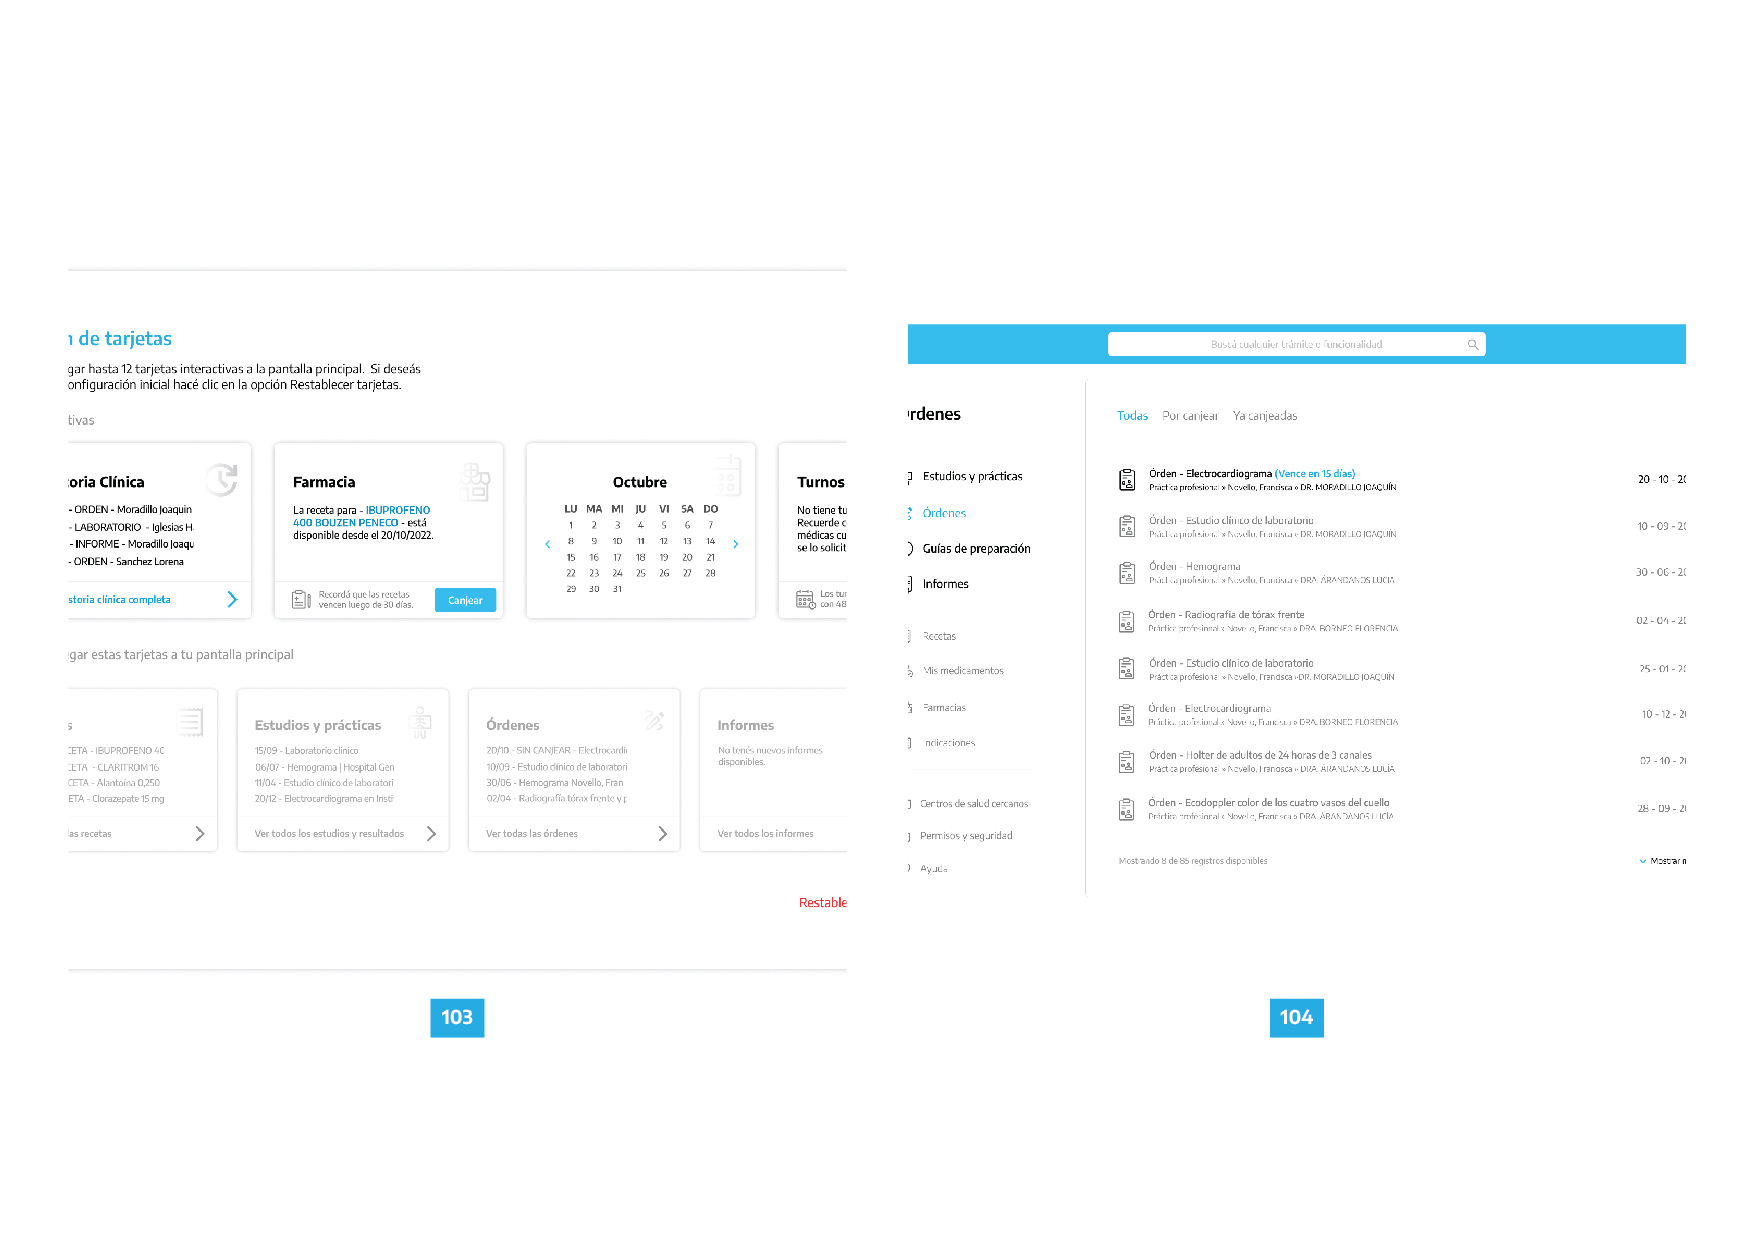 de tarjetas
gar hasta 12 tarjetas interactivas a la pantalla principal. Si deseás
onfiguración inicial hacé clic en la opción Restablecer tarjetas.
tivas
oria Clínica
- ORDEN - Moradillo Joaquin
- LABORATORIO - Iglesias H
- INFORME - Moradillo Joaqu
- ORDEN - Sanchez Lorena
storia clínica completa
Farmacia
La receta para - IBUPROFENO
400 BOUZEN PENECO - está
disponible desde el 20/10/2022.
Recordá que las recetas
vencen luego de 30 días.
Canjear
Octubre
LU MA MI JU VI SA DO
1 2 3 4 5 6 7
8 9 10 11 12 13 14
15 16 17 18 19 20 21
22 23 24 25 26 27 28
29 30 31
Turnos
No tiene tu
Recuerde
médicas cu
se lo solicit
Los tur
con 48
gar estas tarjetas a tu pantalla principal
s
CETA - IBUPROFENO 40
CETA - CLARITROM 16
CETA - Alantoína 0,250
ETA - Clorazepate 15 mg
las recetas
Estudios y prácticas
15/09 - Laboratorio clínico
06/07 - Hemograma | Hospital Gen
11/04 - Estudio clínico de laboratori
20/12 - Electrocardiograma en Insti
Ver todos los estudios y resultados
Órdenes
20/10 - SIN CANJEAR - Electrocardi
10/09 - Estudio clínico de laboratori
30/06 - Hemograma Novello, Fran
02/04 - Radiografía tórax frente y p
Ver todas las órdenes
Informes
No tenés nuevos informes
disponibles.
Ver todos los informes
Restable
103
Buscá cualquier trámite o funcionalidad
rdenes
Estudios y prácticas
Órdenes
Guías de preparación
Informes
Recetas
Mis medicamentos
Farmacias
Indicaciones
Centros de salud cercanos
Permisos y seguridad
Ayuda
Todas Por canjear Ya canjeadas
Órden - Electrocardiograma (Vence en 15 días)
Práctica profesional » Novello, Francisca » DR. MORADILLO JOAQUÍN
20 - 10 - 20
Órden - Estudio clínico de laboratorio
Práctica profesional » Novello, Francisca » DR. MORADILLO JOAQUÍN
10 - 09 - 20
Órden - Hemograma
Práctica profesional » Novello, Francisca » DRA. ÁRANDANOS LUCÍA
30 - 06 - 20
Órden - Radiografía de tórax frente
Práctica profesional » Novello, Francisca » DRA. BORNEO FLORENCIA
02 - 04 - 20
Órden - Estudio clínico de laboratorio
Práctica profesional » Novello, Francisca » DR. MORADILLO JOAQUÍN
25 - 01 - 20
Órden - Electrocardiograma
Práctica profesional » Novello, Francisca » DRA. BORNEO FLORENCIA
10 - 12 - 20
Órden - Holter de adultos de 24 horas de 3 canales
Práctica profesional » Novello, Francisca » DRA. ÁRANDANOS LUCÍA
02 - 10 - 20
Órden - Ecodoppler color de los cuatro vasos del cuello
Práctica profesional » Novello, Francisca » DRA. ÁRANDANOS LUCÍA
28 - 09 - 20
Mostrando 8 de 85 registros disponibles
Mostrar
104